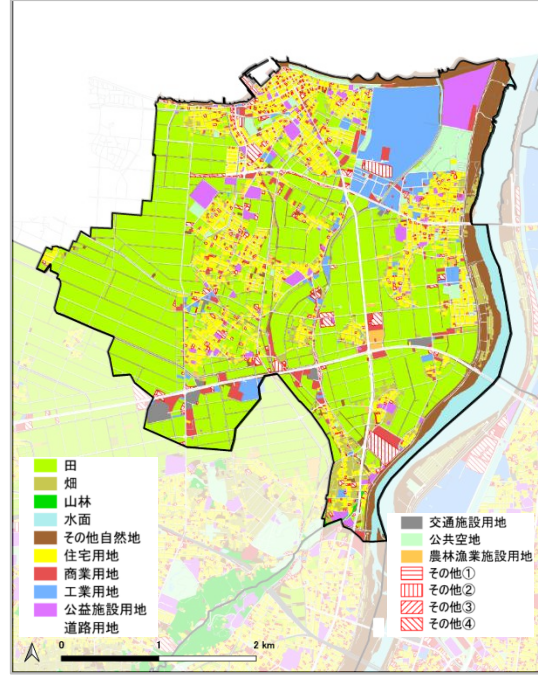 田
畑
山林
水面
その他自然地
住宅用地
商業用地
工業用地
公益施設用地
道路用地
交通施設用地
公共空地
農林漁業施設用地
その他①
その他②
その他③
その他④
0 1 2 km